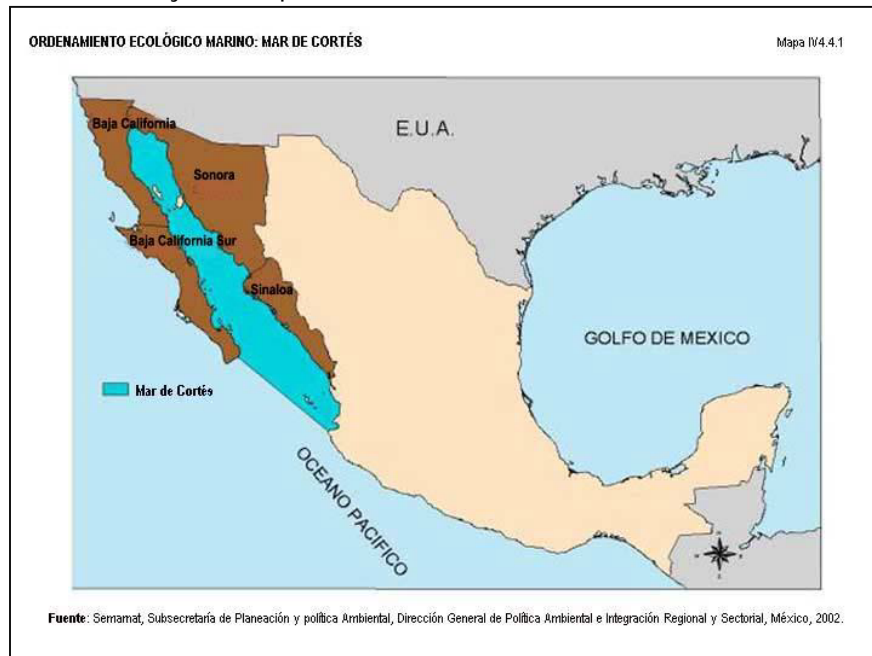 ORDENAMIENTO ECOLÓGICO MARINO: MAR DE CORTÉS
Mapa IV4.4.1
Baja California
E.U.A.
Sonora
Baja California Sur
Sinaloa
GOLFO DE MEXICO
Mar de Cortés
OCEANO PACIFICO
Fuente: Semarnat, Subsecretaría de Planeación y política Ambiental, Dirección General de Política Ambiental e Integración Regional y Sectorial, México, 2002.